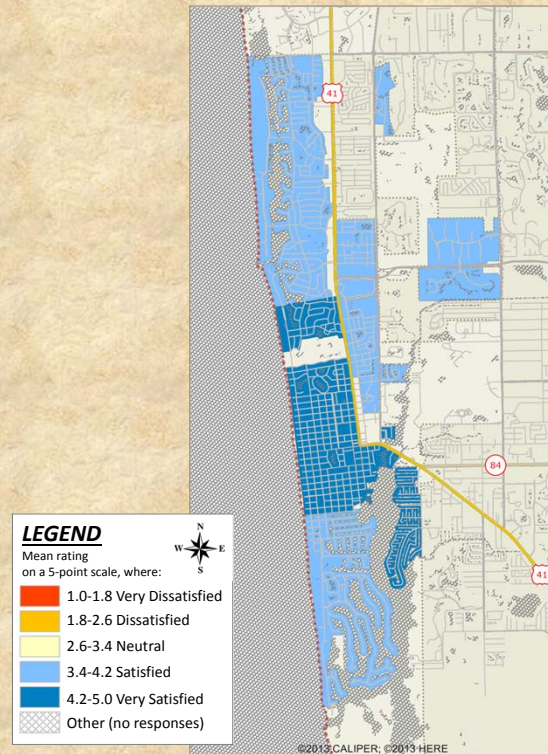 41
84
41
LEGEND
N
W E
S
Mean rating
on a 5-point scale, where:
1.0-1.8 Very Dissatisfied
1.8-2.6 Dissatisfied
2.6-3.4 Neutral
3.4-4.2 Satisfied
4.2-5.0 Very Satisfied
Other (no responses)
©2013 CALIPER; ©2013 HERE